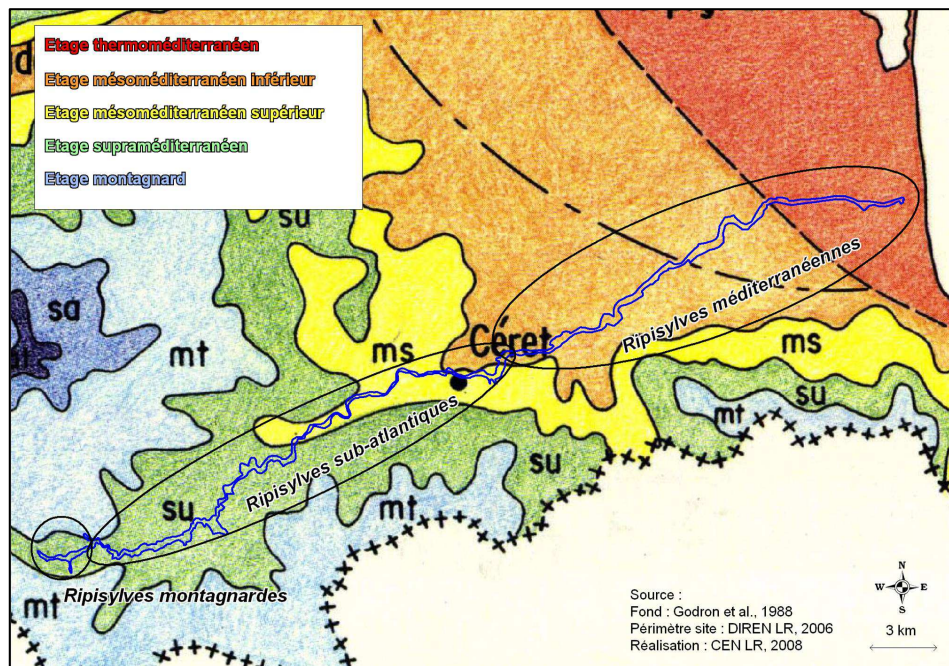 Etage thermoméditerranéen
Etage mésoméditerranéen inférieur
Etage mésoméditerranéen supérieur
Etage supraméditerranéen
Etage montagnard
su
sa
mt
ms
Céret
Ripisylves méditerranéennes
ms
su
mt
Ripisylves sub-atlantiques
su
su
mt
Ripisylves montagnardes
mt
Source :
Fond : Godron et al., 1988
Périmètre site : DIREN LR, 2006
Réalisation : CEN LR, 2008
N
W E
S
3 km